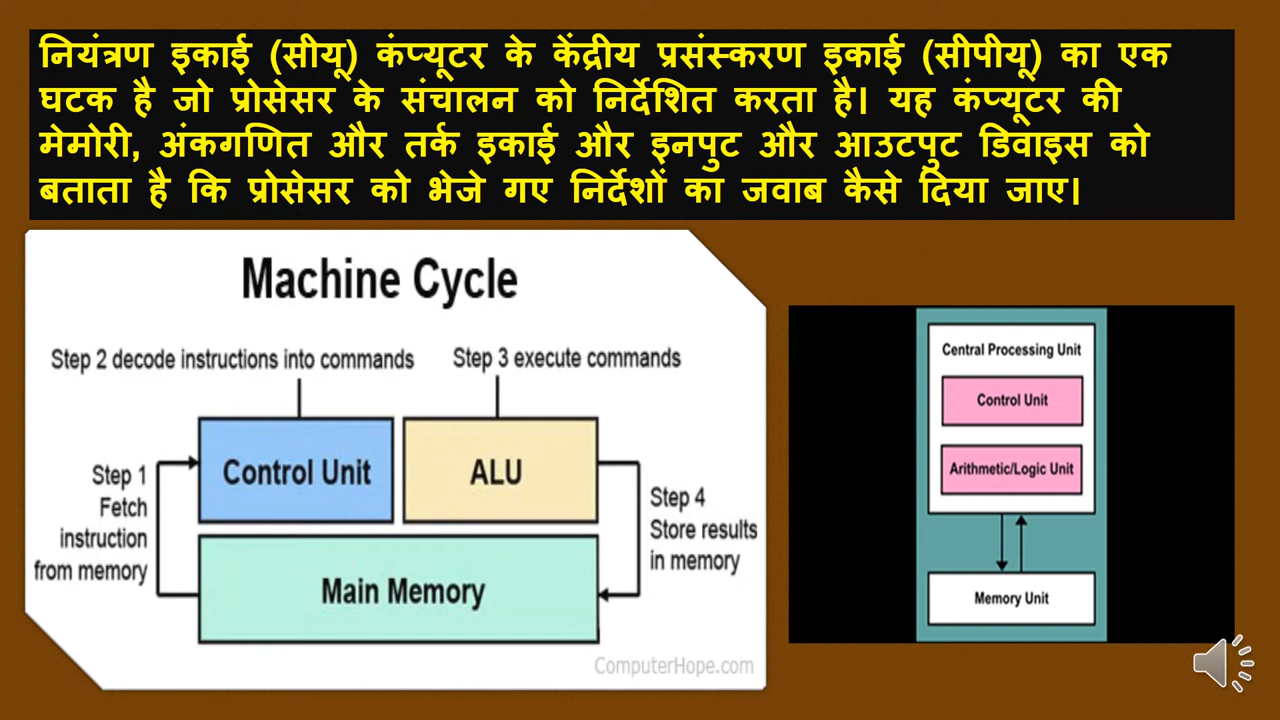 नियंत्रण इकाई (सीयू) कंप्यूटर के केंद्रीय प्रसंस्करण इकाई (सीपीयू) का एक
घटक है जो प्रोसेसर के संचालन को निर्देशित करता है। यह कंप्यूटर की
मेमोरी, अंकगणित और तर्क इकाई और इनपुट और आउटपुट डिवाइस को
बताता है कि प्रोसेसर को भेजे गए निर्देशों का जवाब कैसे दिया जाए।
Machine Cycle
Step 2 decode instructions into commands
Step 3 execute commands
Control Unit
ALU
Step 1
Fetch
instruction
from memory
Step 4
Store results
in memory
Main Memory
ComputerHope.com
Central Processing Unit
Control Unit
Arithmetic/Logic Unit
Memory Unit